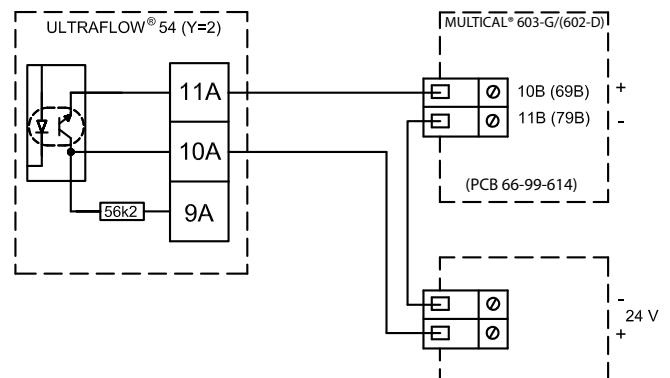 ULTRAFLOW® 54 (Y=2)
11A
10A
9A
56k2
MULTICAL® 603-G/(602-D)
10B (69B) +
11B (79B) -
(PCB 66-99-614)
-
24 V
+